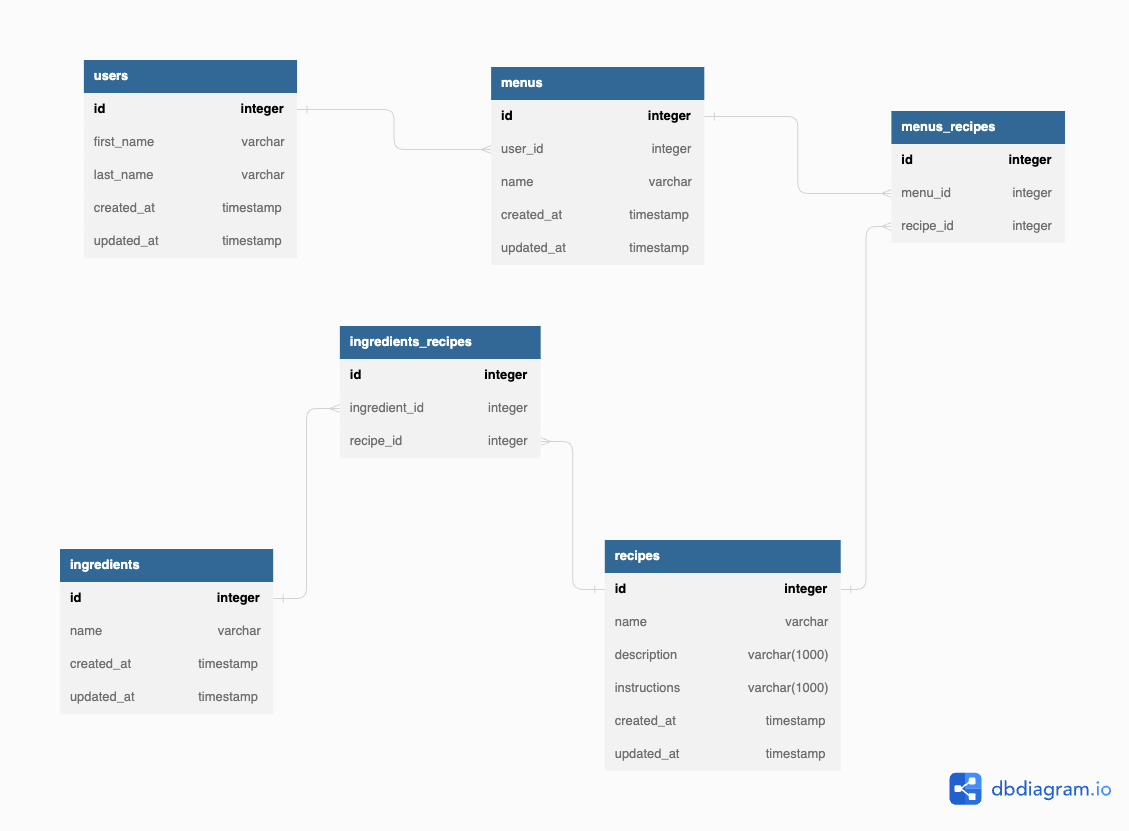 users
id integer
first_name varchar
last_name varchar
created_at timestamp
updated_at timestamp
menus
id integer
user_id integer
name varchar
created_at timestamp
updated_at timestamp
menus_recipes
id integer
menu_id integer
recipe_id integer
ingredients_recipes
id integer
ingredient_id integer
recipe_id integer
ingredients
id integer
name varchar
created_at timestamp
updated_at timestamp
recipes
id integer
name varchar
description varchar(1000)
instructions varchar(1000)
created_at timestamp
updated_at timestamp
dbdiagram.io